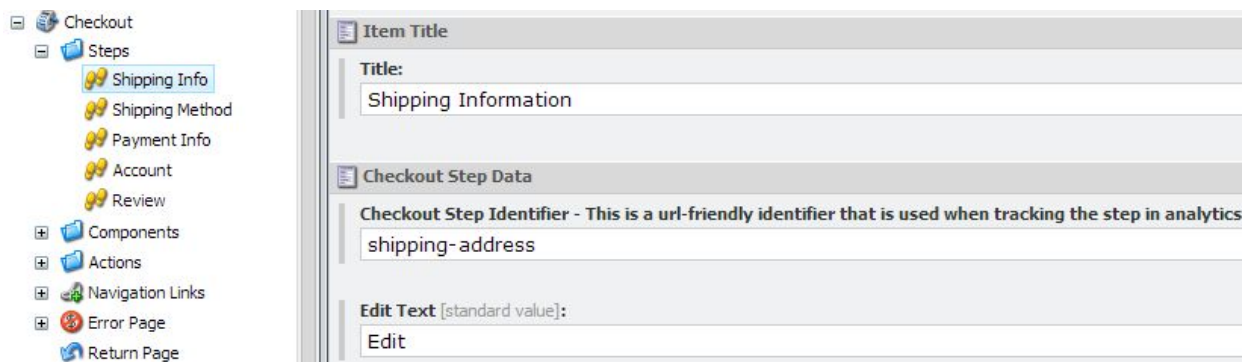 Checkout
Steps
Shipping Info
Shipping Method
Payment Info
Account
Review
Components
Actions
Navigation Links
Error Page
Return Page
Item Title
Title:
Shipping Information
Checkout Step Data
Checkout Step Identifier - This is a url-friendly identifier that is used when tracking the step in analytics
shipping-address
Edit Text [standard value]:
Edit